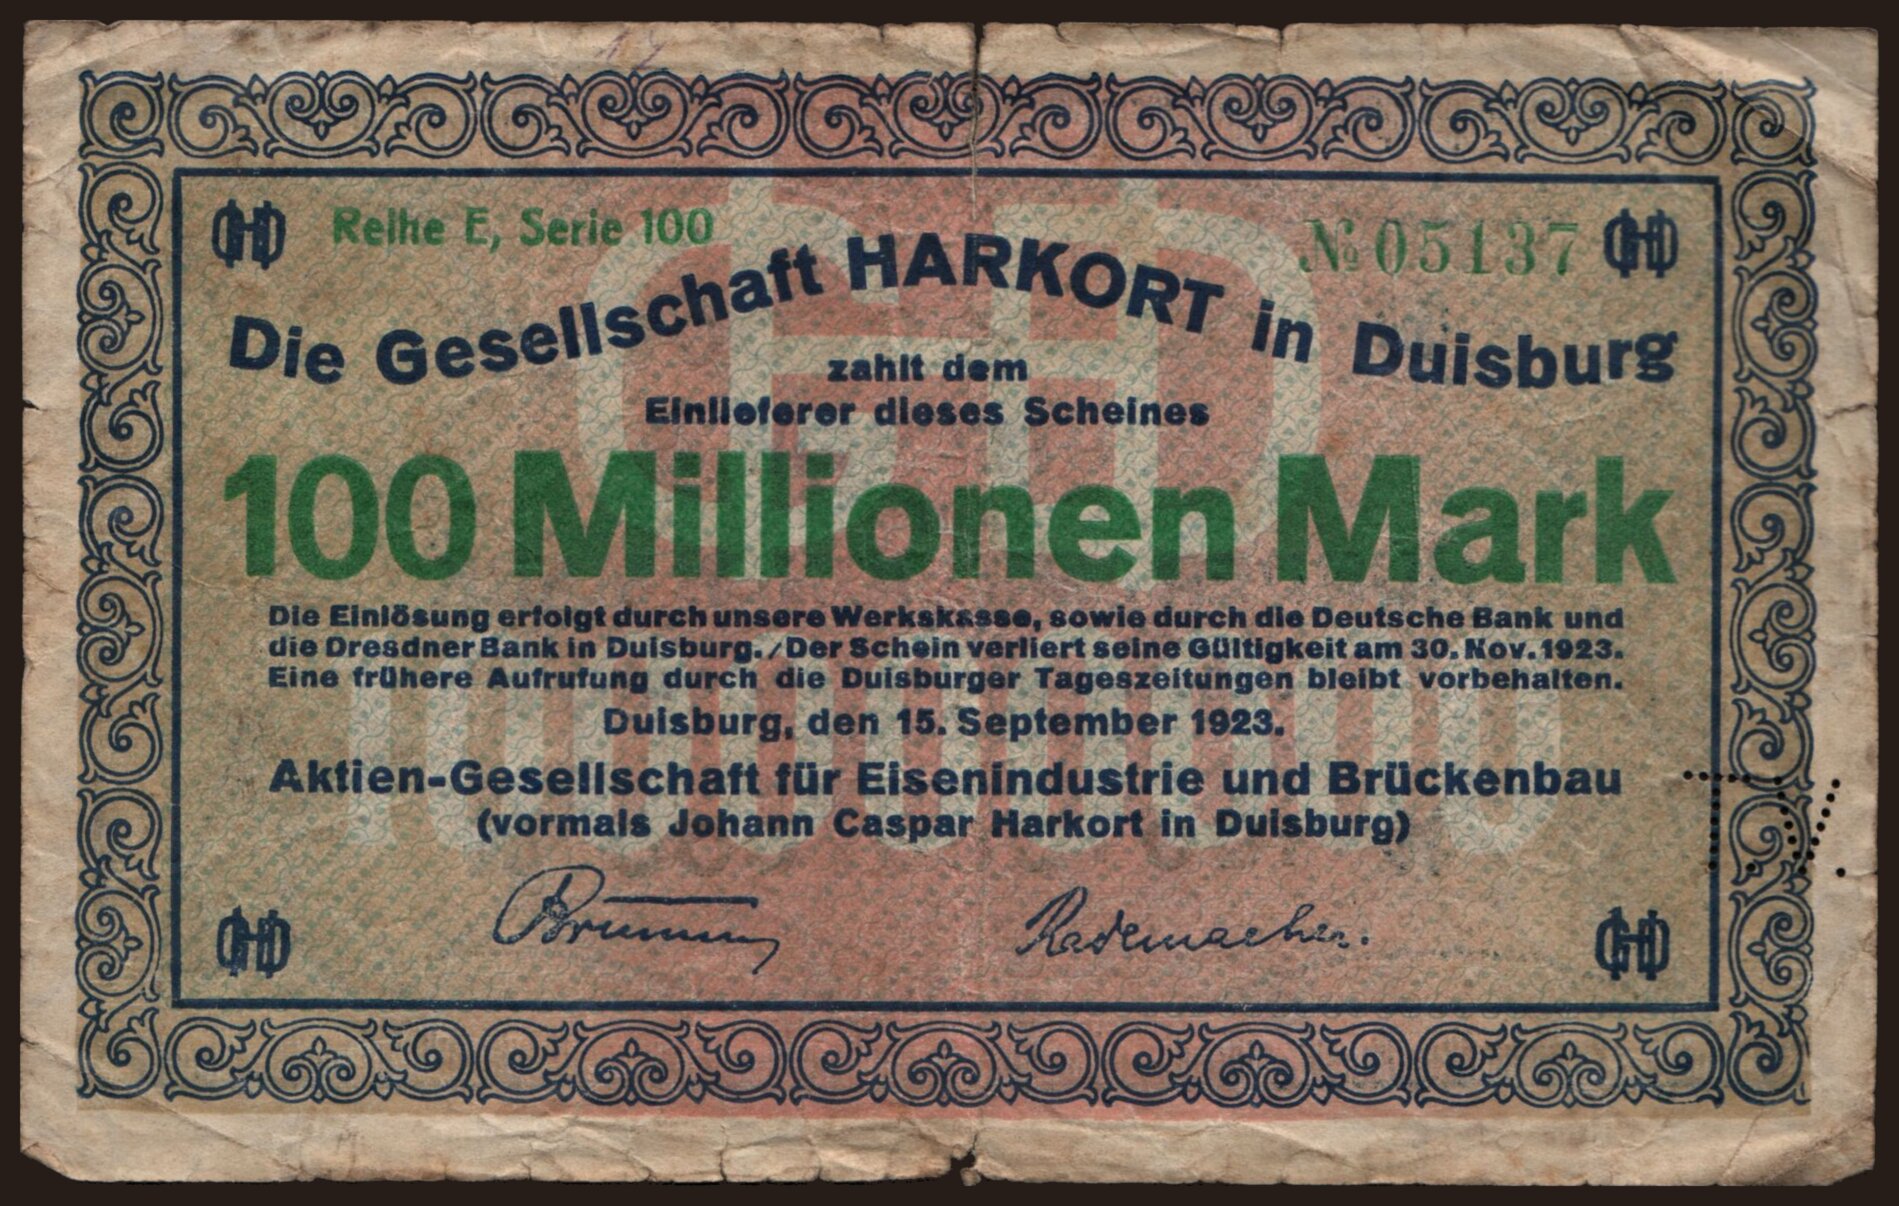 Reihe E, Serie 100
№ 05137
Die Gesellschaft HARKORT in Duisburg
zahlt dem
Einlieferer dieses Scheines
100 Millionen Mark
Die Einlösung erfolgt durch unsere Werkskasse, sowie durch die Deutsche Bank und
die Dresdner Bank in Duisburg. / Der Schein verliert seine Gültigkeit am 30. Nov. 1923.
Eine frühere Aufrufung durch die Duisburger Tageszeitungen bleibt vorbehalten.
Duisburg, den 15. September 1923.
Aktien-Gesellschaft für Eisenindustrie und Brückenbau
(vormals Johann Caspar Harkort in Duisburg)
Rademacher.